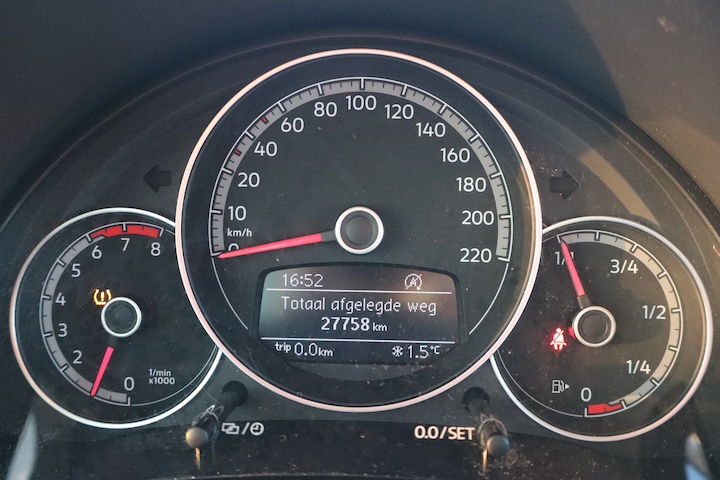 100
80 120
60 140
40 160
20 180
10 200
km/h
0 220
16:52
Totaal afgelegde weg
27758 km
trip 0.0 km 1.5 °C
6 7 8
5
4
3
2
0
1/min
x1000
1/1 3/4
1/2
1/4
0
0.0/SET